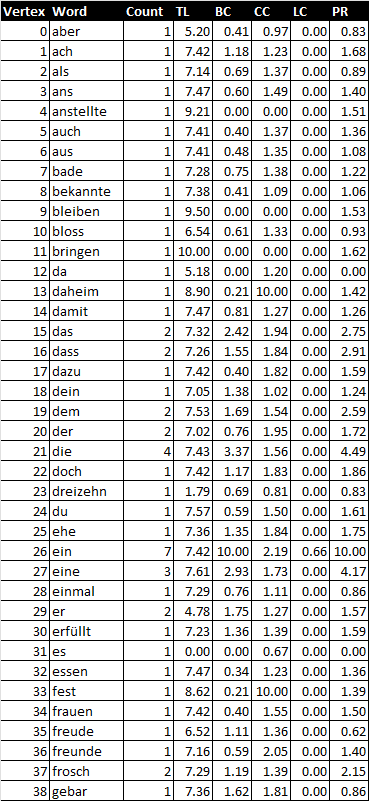 Vertex Word Count TL BC CC LC PR
0 aber 1 5.20 0.41 0.97 0.00 0.83
1 ach 1 7.42 1.18 1.23 0.00 1.68
2 als 1 7.14 0.69 1.37 0.00 0.89
3 ans 1 7.47 0.60 1.49 0.00 1.40
4 anstellte 1 9.21 0.00 0.00 0.00 1.51
5 auch 1 7.41 0.40 1.37 0.00 1.36
6 aus 1 7.41 0.48 1.35 0.00 1.08
7 bade 1 7.28 0.75 1.38 0.00 1.22
8 bekannte 1 7.38 0.41 1.09 0.00 1.06
9 bleiben 1 9.50 0.00 0.00 0.00 1.53
10 bloss 1 6.54 0.61 1.33 0.00 0.93
11 bringen 1 10.00 0.00 0.00 0.00 1.62
12 da 1 5.18 0.00 1.20 0.00 0.00
13 daheim 1 8.90 0.21 10.00 0.00 1.42
14 damit 1 7.47 0.81 1.27 0.00 1.26
15 das 2 7.32 2.42 1.94 0.00 2.75
16 dass 2 7.26 1.55 1.84 0.00 2.91
17 dazu 1 7.42 0.40 1.82 0.00 1.59
18 dein 1 7.05 1.38 1.02 0.00 1.24
19 dem 2 7.53 1.69 1.54 0.00 2.59
20 der 2 7.02 0.76 1.95 0.00 1.72
21 die 4 7.43 3.37 1.56 0.00 4.49
22 doch 1 7.42 1.17 1.83 0.00 1.86
23 dreizehn 1 1.79 0.69 0.81 0.00 0.83
24 du 1 7.57 0.59 1.50 0.00 1.61
25 ehe 1 7.36 1.35 1.84 0.00 1.75
26 ein 7 7.42 10.00 2.19 0.66 10.00
27 eine 3 7.61 2.93 1.73 0.00 4.17
28 einmal 1 7.29 0.76 1.11 0.00 0.86
29 er 2 4.78 1.75 1.27 0.00 1.57
30 erfüllt 1 7.23 1.36 1.39 0.00 1.59
31 es 1 0.00 0.00 0.67 0.00 0.00
32 essen 1 7.47 0.34 1.23 0.00 1.36
33 fest 1 8.62 0.21 10.00 0.00 1.39
34 frauen 1 7.42 0.40 1.55 0.00 1.50
35 freude 1 6.52 1.11 1.36 0.00 0.62
36 freunde 1 7.16 0.59 2.05 0.00 1.40
37 frosch 2 7.29 1.19 1.39 0.00 2.15
38 gebar 1 7.36 1.62 1.81 0.00 0.86